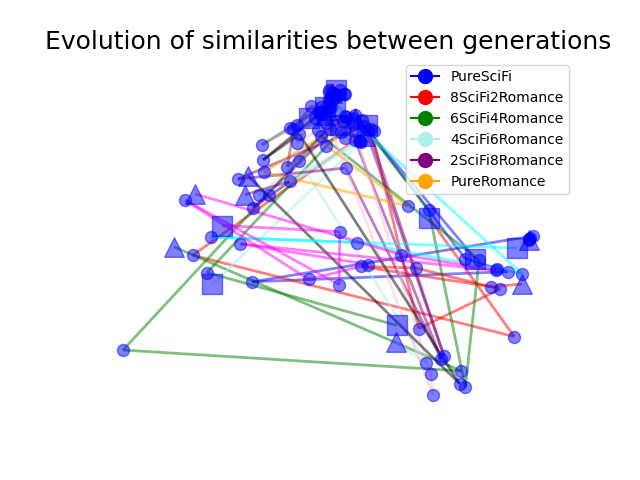 Evolution of similarities between generations
PureSciFi
8SciFi2Romance
6SciFi4Romance
4SciFi6Romance
2SciFi8Romance
PureRomance